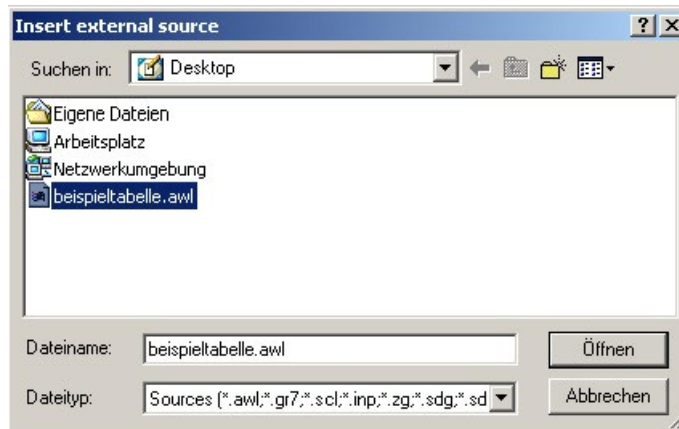 Insert external source
Suchen in: Desktop
Eigene Dateien
Arbeitsplatz
Netzwerkumgebung
beispieltabelle.awl
Dateiname: beispieltabelle.awl Öffnen
Dateityp: Sources (*.awl;*.gr7;*.scl;*.inp;*.zg;*.sdg;*.sd Abbrechen